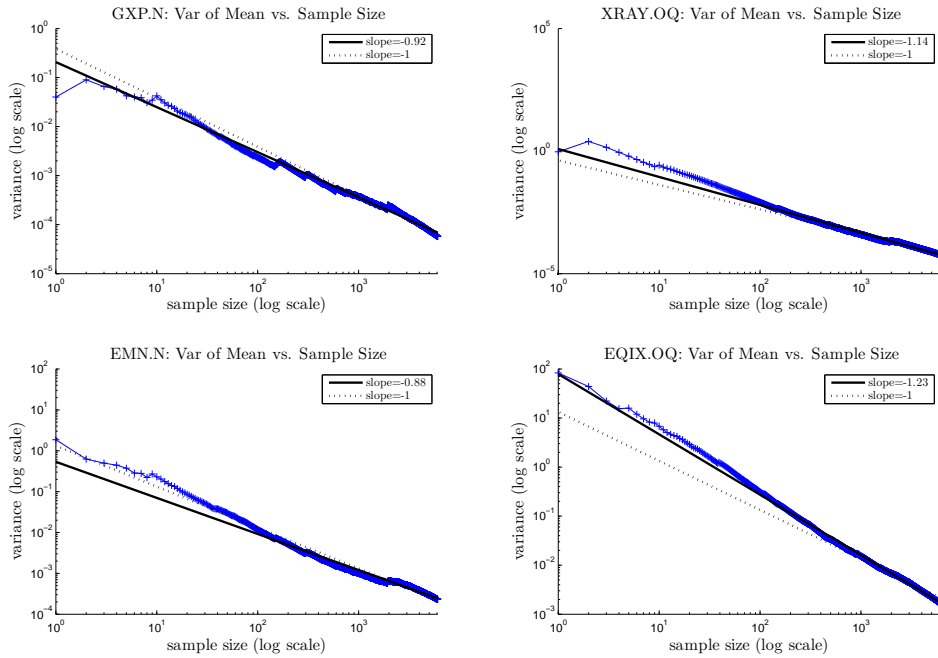 GXP.N: Var of Mean vs. Sample Size
slope=-0.92
slope=-1
variance (log scale)
10^0
10^-1
10^-2
10^-3
10^-4
10^-5
10^0 10^1 10^2 10^3
sample size (log scale)
XRAY.OQ: Var of Mean vs. Sample Size
slope=-1.14
slope=-1
variance (log scale)
10^5
10^0
10^-5
10^0 10^1 10^2 10^3
sample size (log scale)
EMN.N: Var of Mean vs. Sample Size
slope=-0.88
slope=-1
variance (log scale)
10^2
10^1
10^0
10^-1
10^-2
10^-3
10^-4
10^0 10^1 10^2 10^3
sample size (log scale)
EQIX.OQ: Var of Mean vs. Sample Size
slope=-1.23
slope=-1
variance (log scale)
10^2
10^1
10^0
10^-1
10^-2
10^-3
10^0 10^1 10^2 10^3
sample size (log scale)